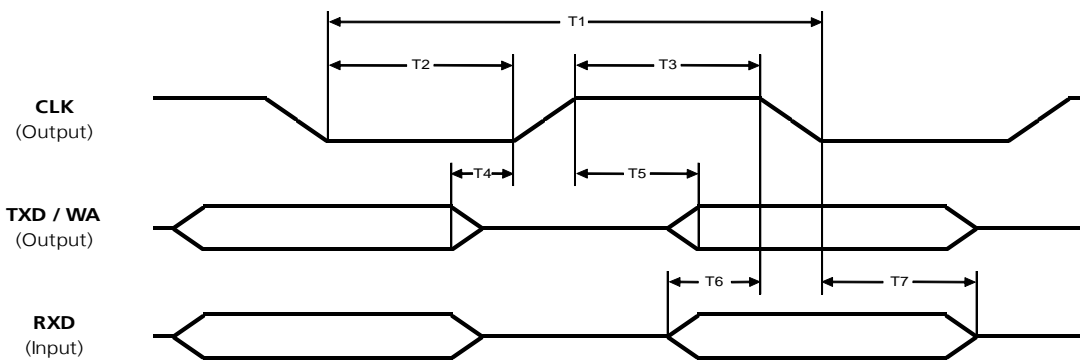 T1
T2
T3
CLK
(Output)
T4
T5
TXD / WA
(Output)
T6
T7
RXD
(Input)